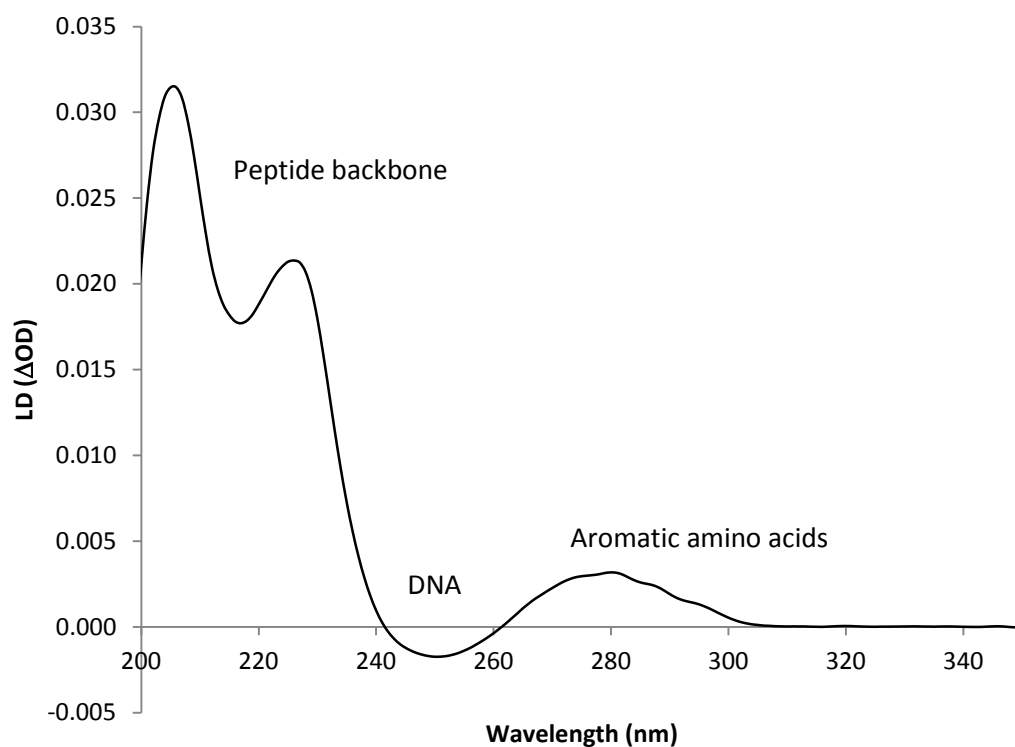 0.035
0.030
0.025
0.020
0.015
0.010
0.005
0.000
-0.005
LD (ΔOD)
Peptide backbone
DNA
Aromatic amino acids
200 220 240 260 280 300 320 340
Wavelength (nm)